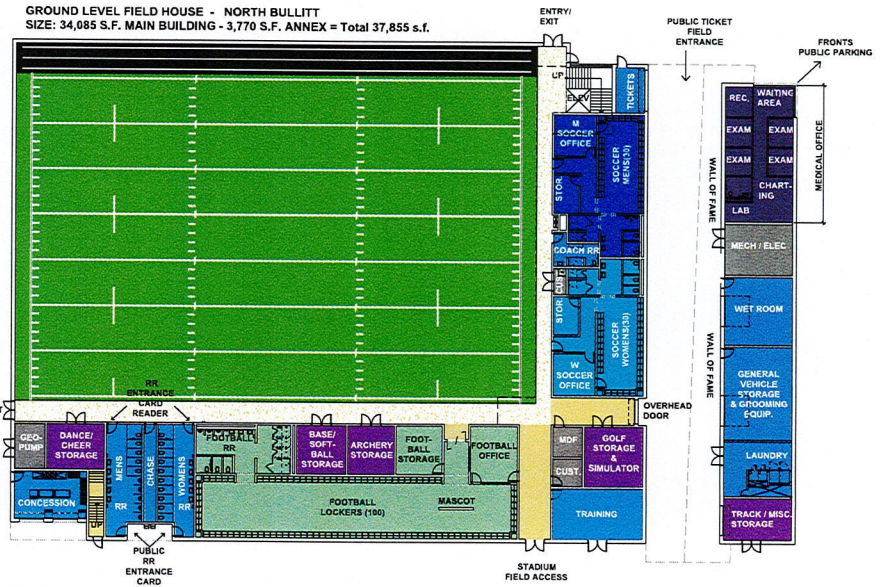 GROUND LEVEL FIELD HOUSE - NORTH BULLITT
SIZE: 34,085 S.F. MAIN BUILDING - 3,770 S.F. ANNEX = Total 37,855 s.f.
ENTRY/
EXIT
PUBLIC TICKET
FIELD
ENTRANCE
FRONTS
PUBLIC PARKING
UP
ELEV
TICKETS
M
SOCCER
OFFICE
SOCCER
MENS(30)
STOR.
COACH RR
CUST.
STOR.
SOCCER
WOMENS(30)
W
SOCCER
OFFICE
OVERHEAD
DOOR
WALL OF FAME
WALL OF FAME
REC.
WAITING
AREA
EXAM
EXAM
EXAM
EXAM
CHART-
ING
LAB
MEDICAL OFFICE
MECH / ELEC
WET ROOM
GENERAL
VEHICLE
STORAGE
& GROOMING
EQUIP.
LAUNDRY
TRACK / MISC.
STORAGE
RR
ENTRANCE
CARD
READER
GEO-
PUMP
DANCE/
CHEER
STORAGE
CONCESSION
MENS
RR
CHASE
WOMENS
RR
FOOTBALL
RR
BASE/
SOFT-
BALL
STORAGE
ARCHERY
STORAGE
FOOT-
BALL
STORAGE
FOOTBALL
OFFICE
MDF
CUST.
GOLF
STORAGE
&
SIMULATOR
FOOTBALL
LOCKERS (100)
MASCOT
TRAINING
PUBLIC
RR
ENTRANCE
CARD
STADIUM
FIELD ACCESS